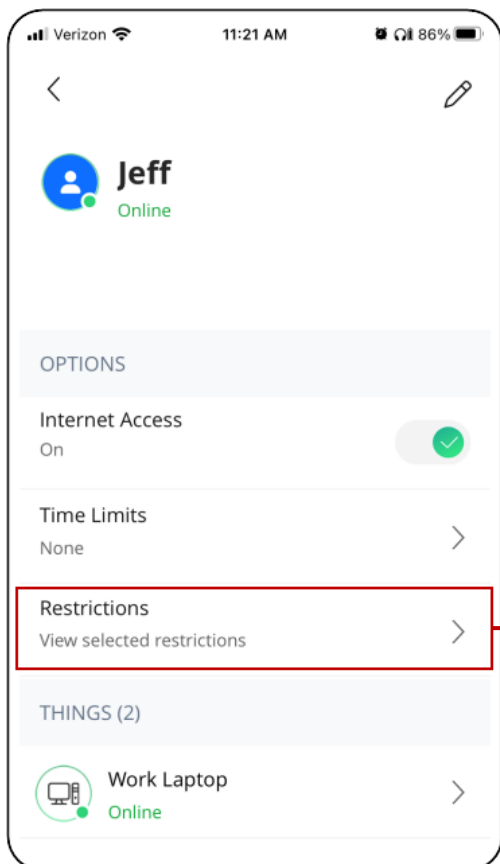 Verizon 11:21 AM 86%
Jeff
Online
OPTIONS
Internet Access
On
Time Limits
None
Restrictions
View selected restrictions
THINGS (2)
Work Laptop
Online